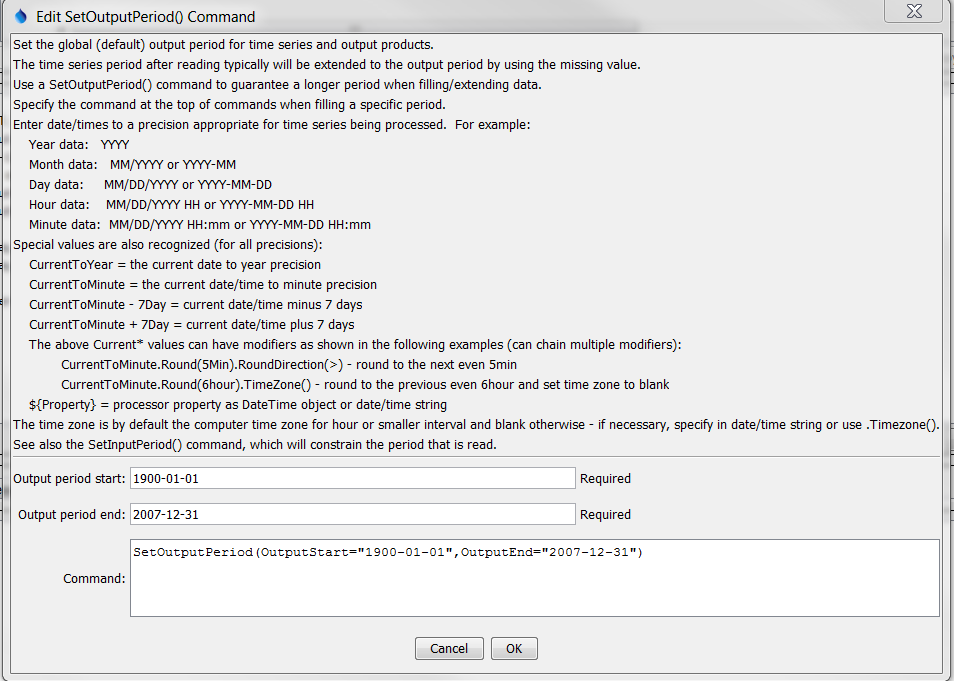 Edit SetOutputPeriod() Command
Set the global (default) output period for time series and output products.
The time series period after reading typically will be extended to the output period by using the missing value.
Use a SetOutputPeriod() command to guarantee a longer period when filling/extending data.
Specify the command at the top of commands when filling a specific period.
Enter date/times to a precision appropriate for time series being processed.  For example:
Year data:   YYYY
Month data:   MM/YYYY or YYYY-MM
Day data:     MM/DD/YYYY or YYYY-MM-DD
Hour data:    MM/DD/YYYY HH or YYYY-MM-DD HH
Minute data:  MM/DD/YYYY HH:mm or YYYY-MM-DD HH:mm
Special values are also recognized (for all precisions):
CurrentToYear = the current date to year precision
CurrentToMinute = the current date/time to minute precision
CurrentToMinute - 7Day = current date/time minus 7 days
CurrentToMinute + 7Day = current date/time plus 7 days
The above Current* values can have modifiers as shown in the following examples (can chain multiple modifiers):
CurrentToMinute.Round(5Min).RoundDirection(>) - round to the next even 5min
CurrentToMinute.Round(6hour).TimeZone() - round to the previous even 6hour and set time zone to blank
${Property} = processor property as DateTime object or date/time string
The time zone is by default the computer time zone for hour or smaller interval and blank otherwise - if necessary, specify in date/time string or use .Timezone().
See also the SetInputPeriod() command, which will constrain the period that is read.
Output period start: 1900-01-01 Required
Output period end: 2007-12-31 Required
Command: SetOutputPeriod(OutputStart="1900-01-01",OutputEnd="2007-12-31")
Cancel OK